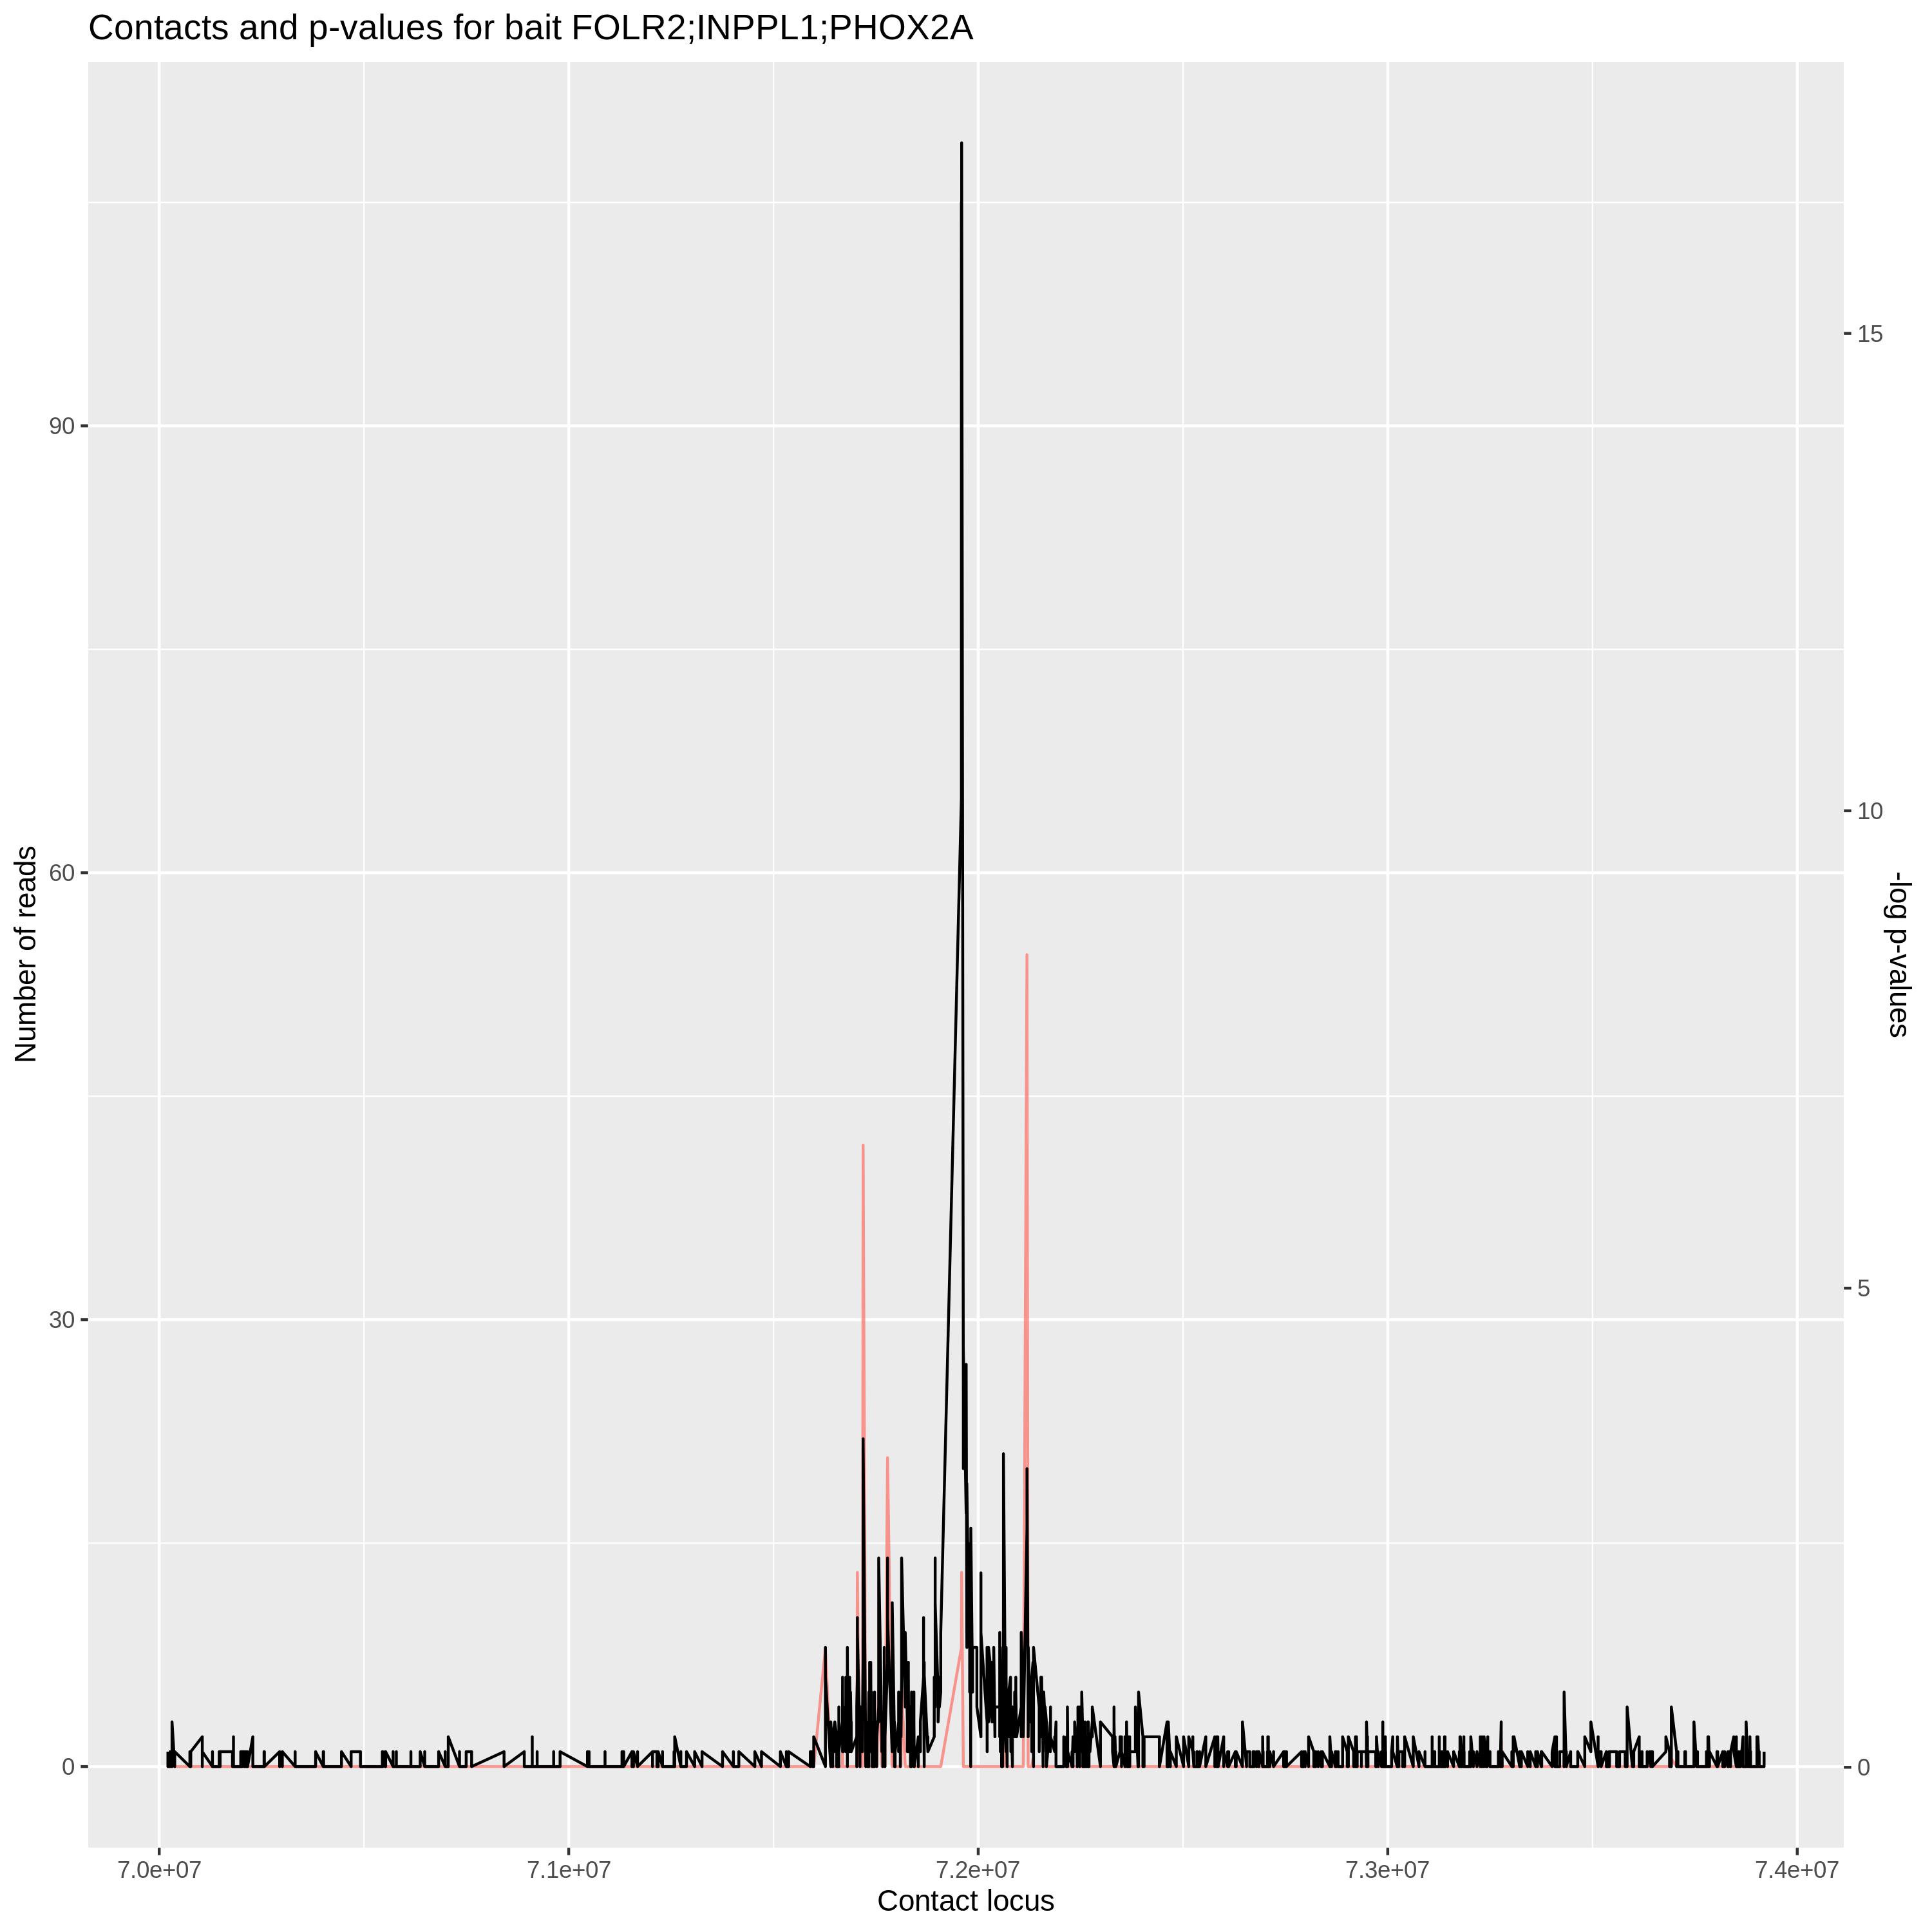 Contacts and p-values for bait FOLR2;INPPL1;PHOX2A
Number of reads
90
60
30
0
15
10
5
0
-log p-values
7.0e+07
7.1e+07
7.2e+07
7.3e+07
7.4e+07
Contact locus